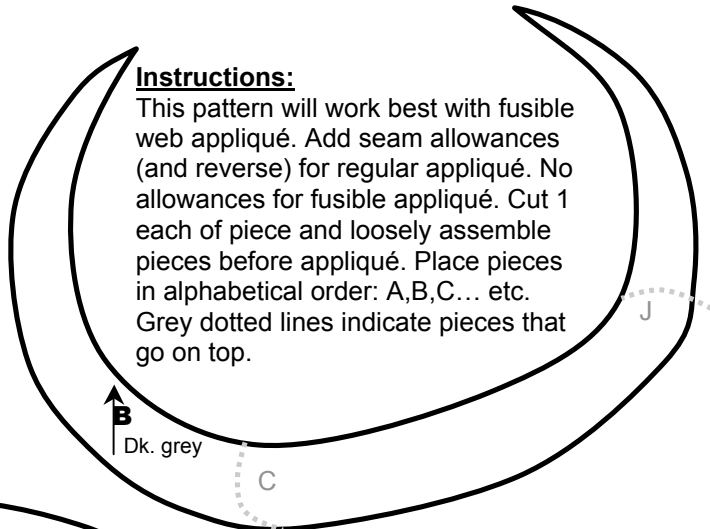 Instructions:
This pattern will work best with fusible
web appliqué. Add seam allowances
(and reverse) for regular appliqué. No
allowances for fusible appliqué. Cut 1
each of piece and loosely assemble
pieces before appliqué. Place pieces
in alphabetical order: A,B,C… etc.
Grey dotted lines indicate pieces that
go on top.
J
B
Dk. grey
C